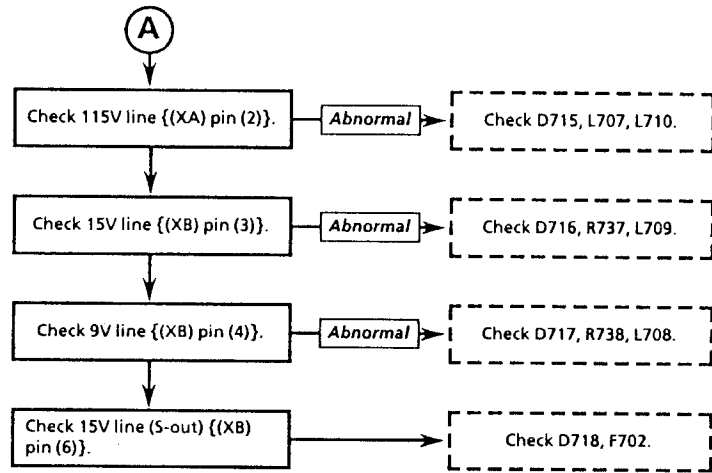 A
Check 115V line {(XA) pin (2)}.
Abnormal
Check D715, L707, L710.
Check 15V line {(XB) pin (3)}.
Abnormal
Check D716, R737, L709.
Check 9V line {(XB) pin (4)}.
Abnormal
Check D717, R738, L708.
Check 15V line (S-out) {(XB)
pin (6)}.
Check D718, F702.